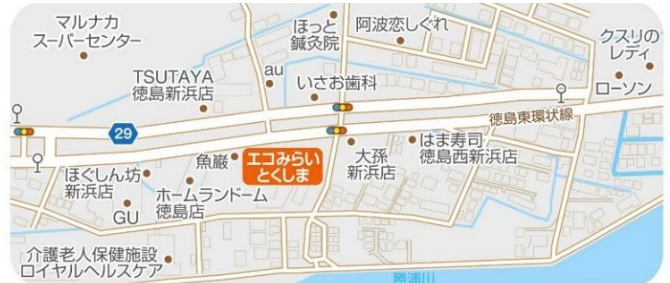 マルナカ
スーパーセンター
ほっと
鍼灸院
阿波恋しぐれ
クスリの
レディ
TSUTAYA
徳島新浜店
au
いさお歯科
ローソン
29
徳島東環状線
魚巌
エコみらい
とくしま
大孫
新浜店
はま寿司
徳島西新浜店
ほぐしん坊
新浜店
ホームランドーム
徳島店
GU
介護老人保健施設
ロイヤルヘルスケア
勝浦川